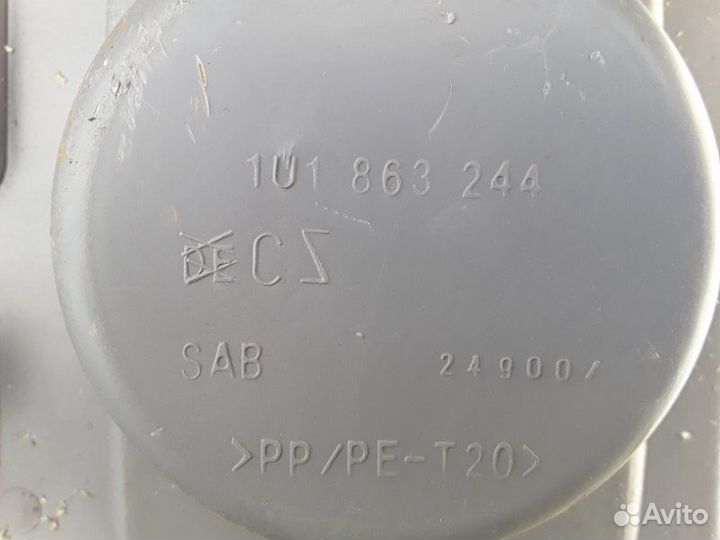 1U1 863 244
DE CZ
SAB 24900/
>PP/PE-T20<
Avito